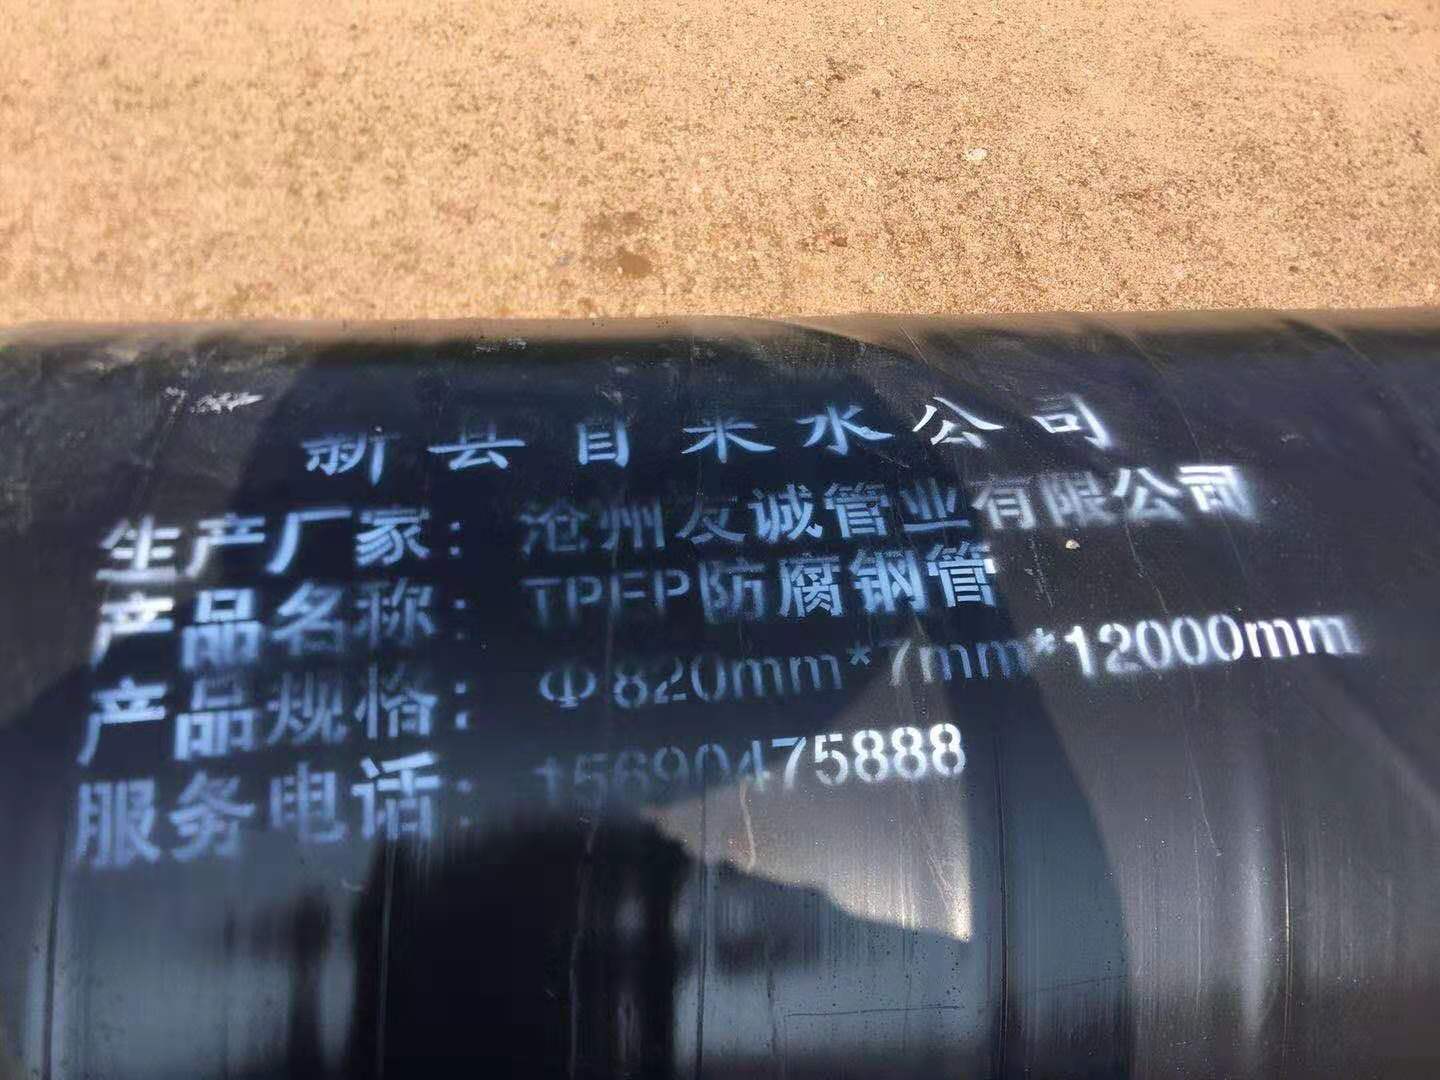 新县自来水公司
生产厂家：沧州友诚管业有限公司
产品名称：TPEP防腐钢管
产品规格：Φ820mm*7mm*12000mm
服务电话：15690475888